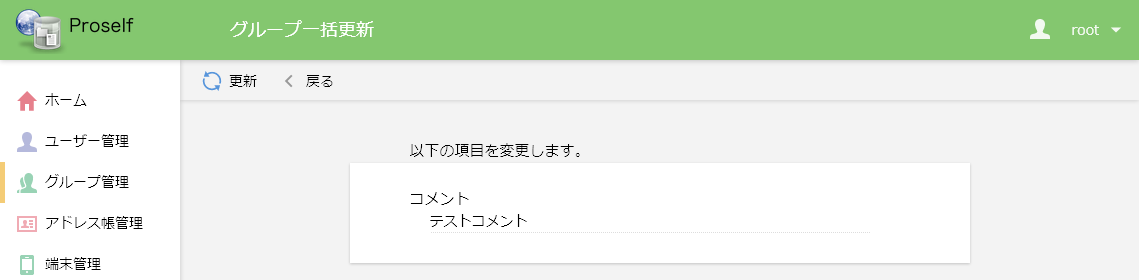 Proself
グループ一括更新
root
更新
戻る
ホーム
ユーザー管理
グループ管理
アドレス帳管理
端末管理
以下の項目を変更します。
コメント
テストコメント